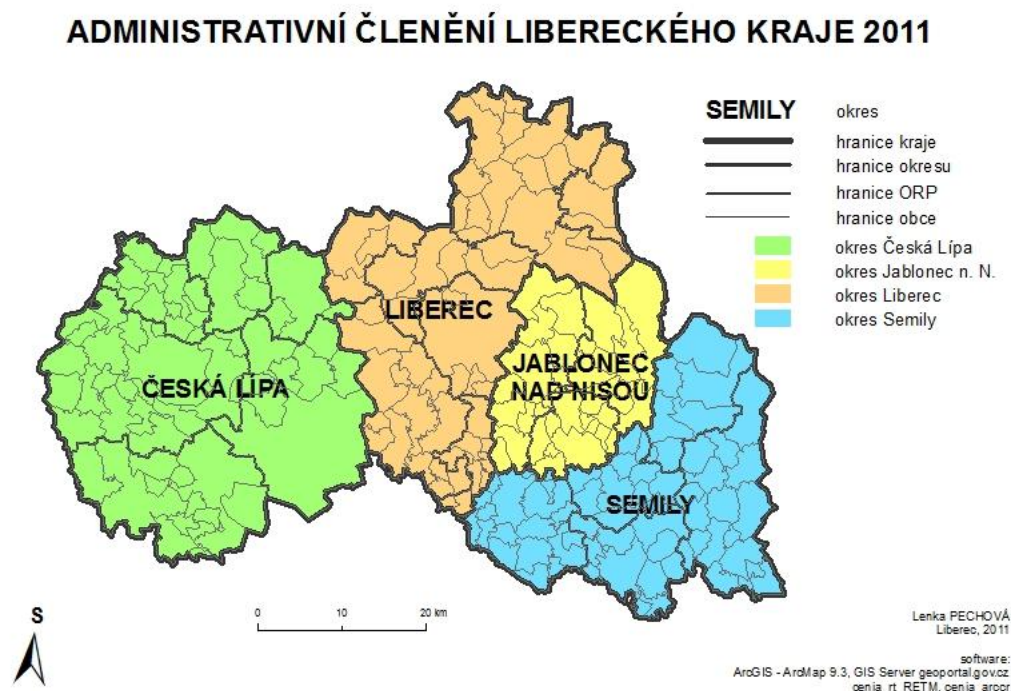 ADMINISTRATIVNÍ ČLENĚNÍ LIBERECKÉHO KRAJE 2011
SEMILY okres
hranice kraje
hranice okresu
hranice ORP
hranice obce
okres Česká Lípa
okres Jablonec n. N.
okres Liberec
okres Semily
LIBEREC
JABLONEC
NAD NISOU
ČESKÁ LÍPA
SEMILY
S
0 10 20 km
Lenka PECHOVÁ
Liberec, 2011
software:
ArcGIS - ArcMap 9.3, GIS Server geoportal.gov.cz
cenia_rt_RETM, cenia_arccr